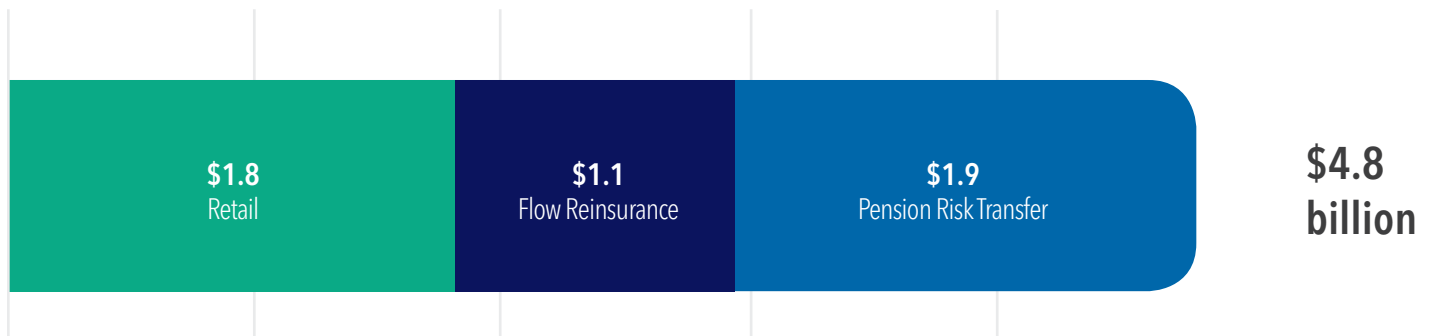 $1.8
Retail
$1.1
Flow Reinsurance
$1.9
Pension Risk Transfer
$4.8
billion